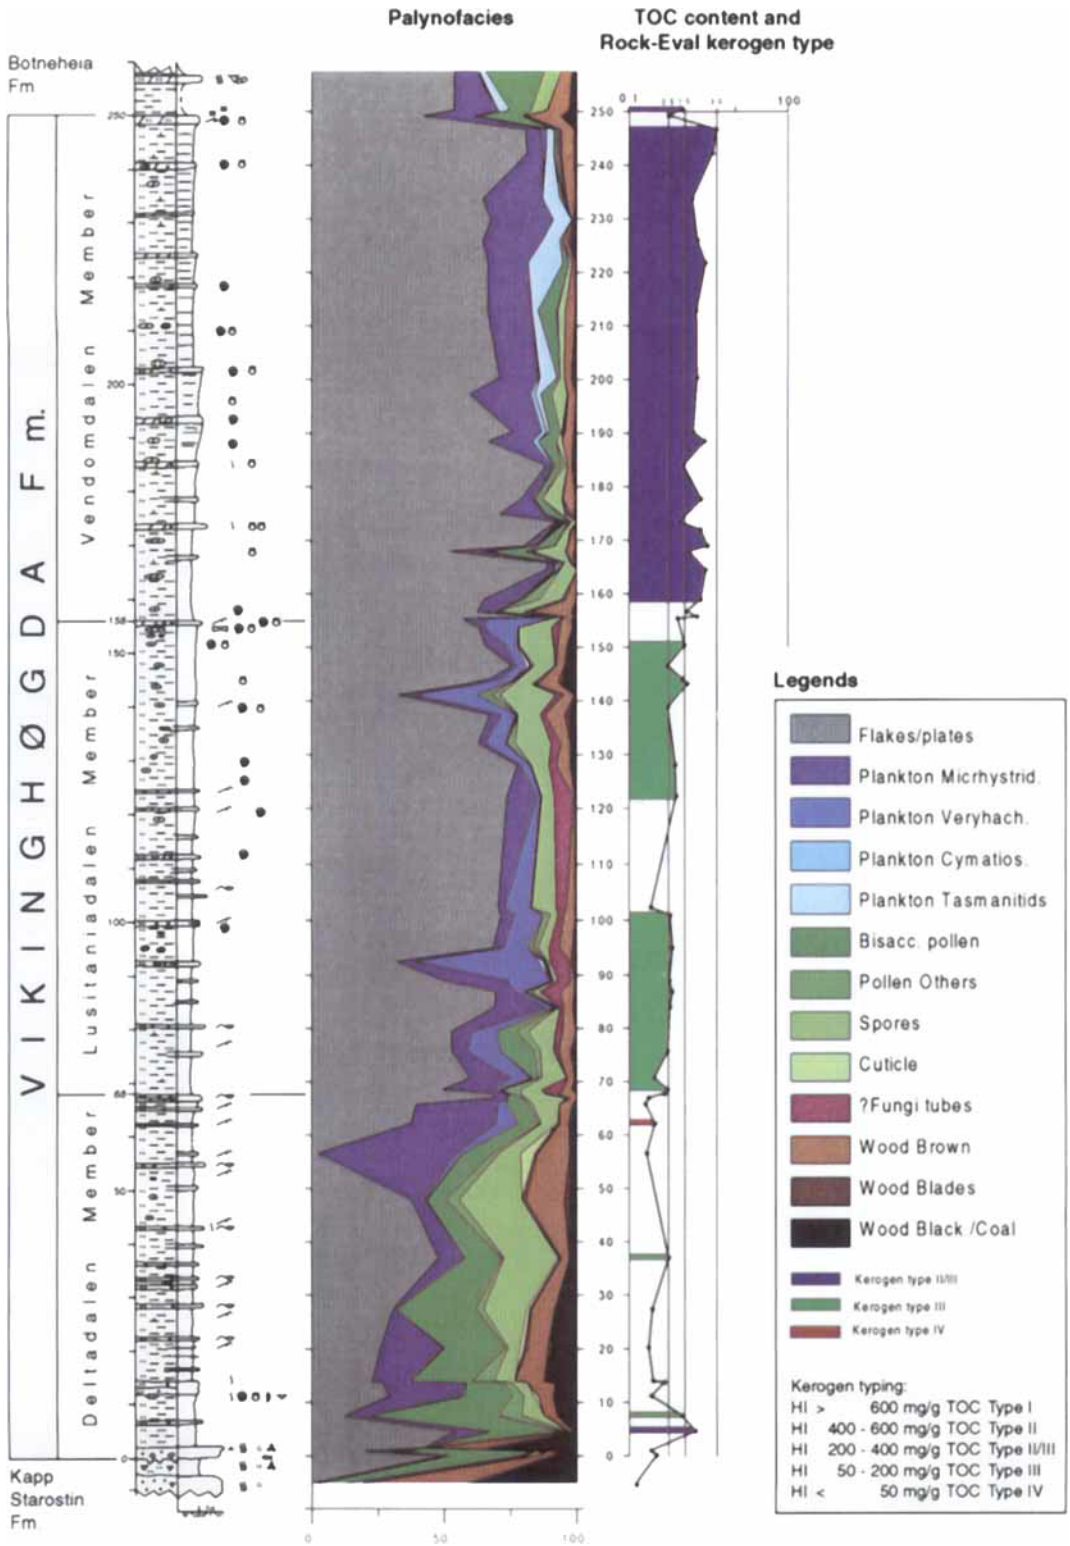 Palynofacies
TOC content and
Rock-Eval kerogen type
Botneheia
Fm
VIKINGHØGDA Fm.
Vendomdalen Member
Lusitaniadalen Member
Deltadalen Member
Kapp
Starostin
Fm
250
200
150
100
50
0
0
50
100
250
240
230
220
210
200
190
180
170
160
150
140
130
120
110
100
90
80
70
60
50
40
30
20
10
0
0.1
100
Legends
Flakes/plates
Plankton Micrhystrid.
Plankton Veryhach.
Plankton Cymatios.
Plankton Tasmanitids
Bisacc. pollen
Pollen Others
Spores
Cuticle
?Fungi tubes
Wood Brown
Wood Blades
Wood Black /Coal
Kerogen type II/III
Kerogen type III
Kerogen type IV
Kerogen typing:
HI > 600 mg/g TOC Type I
HI 400 - 600 mg/g TOC Type II
HI 200 - 400 mg/g TOC Type II/III
HI 50 - 200 mg/g TOC Type III
HI < 50 mg/g TOC Type IV